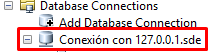 Database Connections
Add Database Connection
Conexión con 127.0.0.1.sde